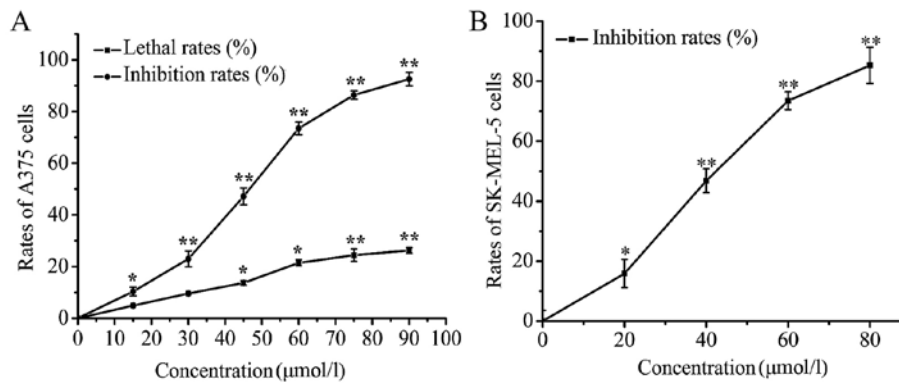 A
Lethal rates (%)
Inhibition rates (%)
Rates of A375 cells
100
80
60
40
20
0
* ** ** ** ** **
* * ** **
0 10 20 30 40 50 60 70 80 90 100
Concentration (μmol/l)
B
Inhibition rates (%)
Rates of SK-MEL-5 cells
100
80
60
40
20
0
* ** ** **
0 20 40 60 80
Concentration (μmol/l)